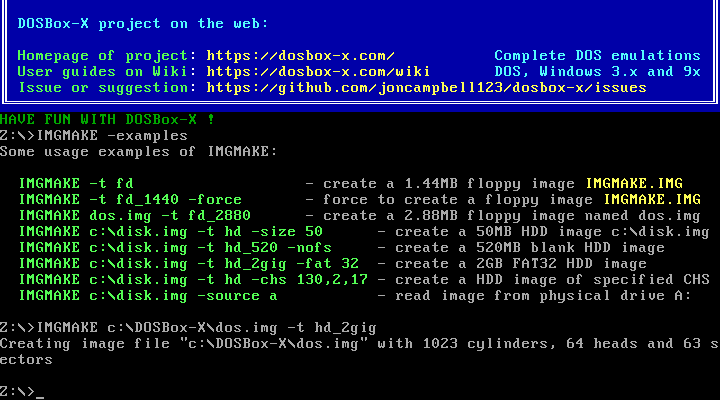 DOSBox-X project on the web:
Homepage of project: https://dosbox-x.com/ Complete DOS emulations
User guides on Wiki: https://dosbox-x.com/wiki DOS, Windows 3.x and 9x
Issue or suggestion: https://github.com/joncampbell123/dosbox-x/issues
HAVE FUN WITH DOSBox-X !
Z:\>IMGMAKE -examples
Some usage examples of IMGMAKE:
IMGMAKE -t fd - create a 1.44MB floppy image IMGMAKE.IMG
IMGMAKE -t fd_1440 -force - force to create a floppy image IMGMAKE.IMG
IMGMAKE dos.img -t fd_2880 - create a 2.88MB floppy image named dos.img
IMGMAKE c:\disk.img -t hd -size 50 - create a 50MB HDD image c:\disk.img
IMGMAKE c:\disk.img -t hd_520 -nofs - create a 520MB blank HDD image
IMGMAKE c:\disk.img -t hd_2gig -fat 32 - create a 2GB FAT32 HDD image
IMGMAKE c:\disk.img -t hd -chs 130,2,17 - create a HDD image of specified CHS
IMGMAKE c:\disk.img -source a - read image from physical drive A:
Z:\>IMGMAKE c:\DOSBox-X\dos.img -t hd_2gig
Creating image file "c:\DOSBox-X\dos.img" with 1023 cylinders, 64 heads and 63 s
ectors
Z:\>_